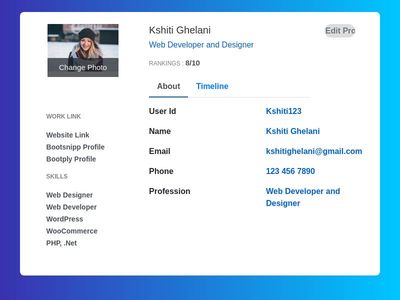 Change Photo
Kshiti Ghelani
Edit Pro
Web Developer and Designer
RANKINGS : 8/10
About Timeline
WORK LINK
Website Link
Bootsnipp Profile
Bootply Profile
SKILLS
Web Designer
Web Developer
WordPress
WooCommerce
PHP, .Net
User Id Kshiti123
Name Kshiti Ghelani
Email kshitighelani@gmail.com
Phone 123 456 7890
Profession Web Developer and
Designer